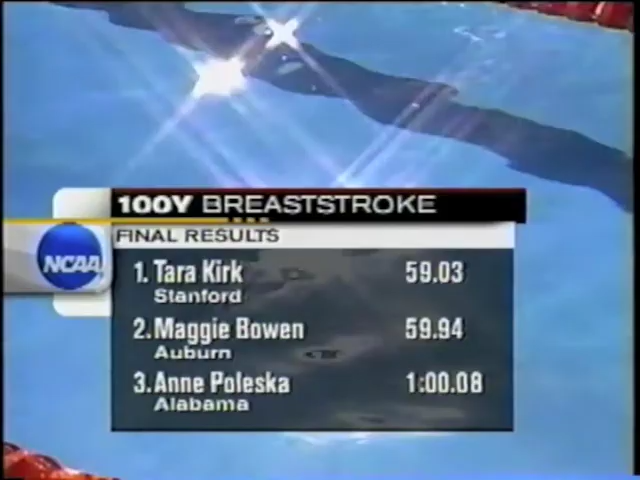 100Y BREASTSTROKE
FINAL RESULTS
NCAA
1. Tara Kirk 59.03
Stanford
2. Maggie Bowen 59.94
Auburn
3. Anne Poleska 1:00.08
Alabama